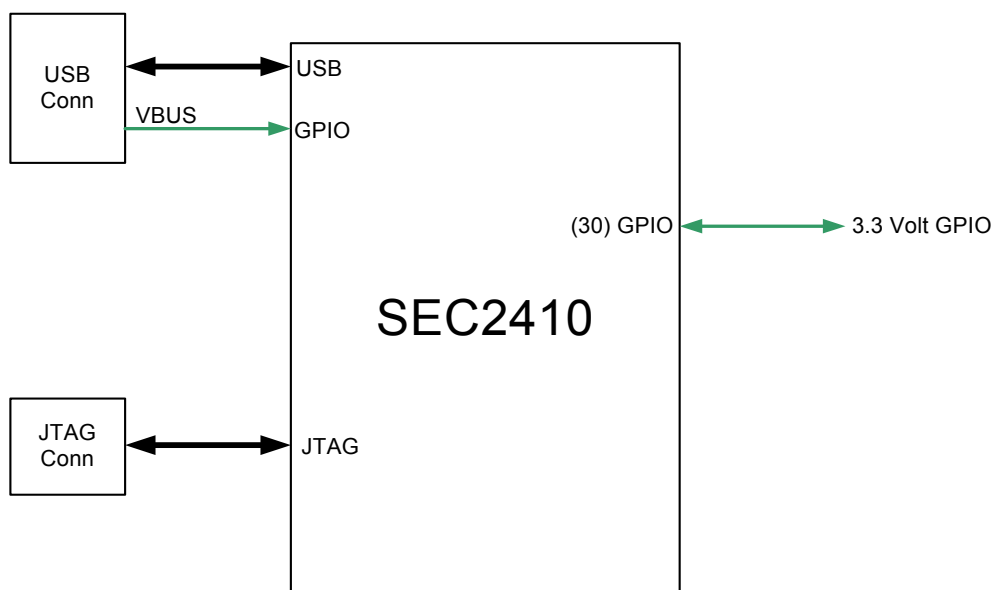 USB
Conn
USB
VBUS
GPIO
(30) GPIO
3.3 Volt GPIO
SEC2410
JTAG
Conn
JTAG